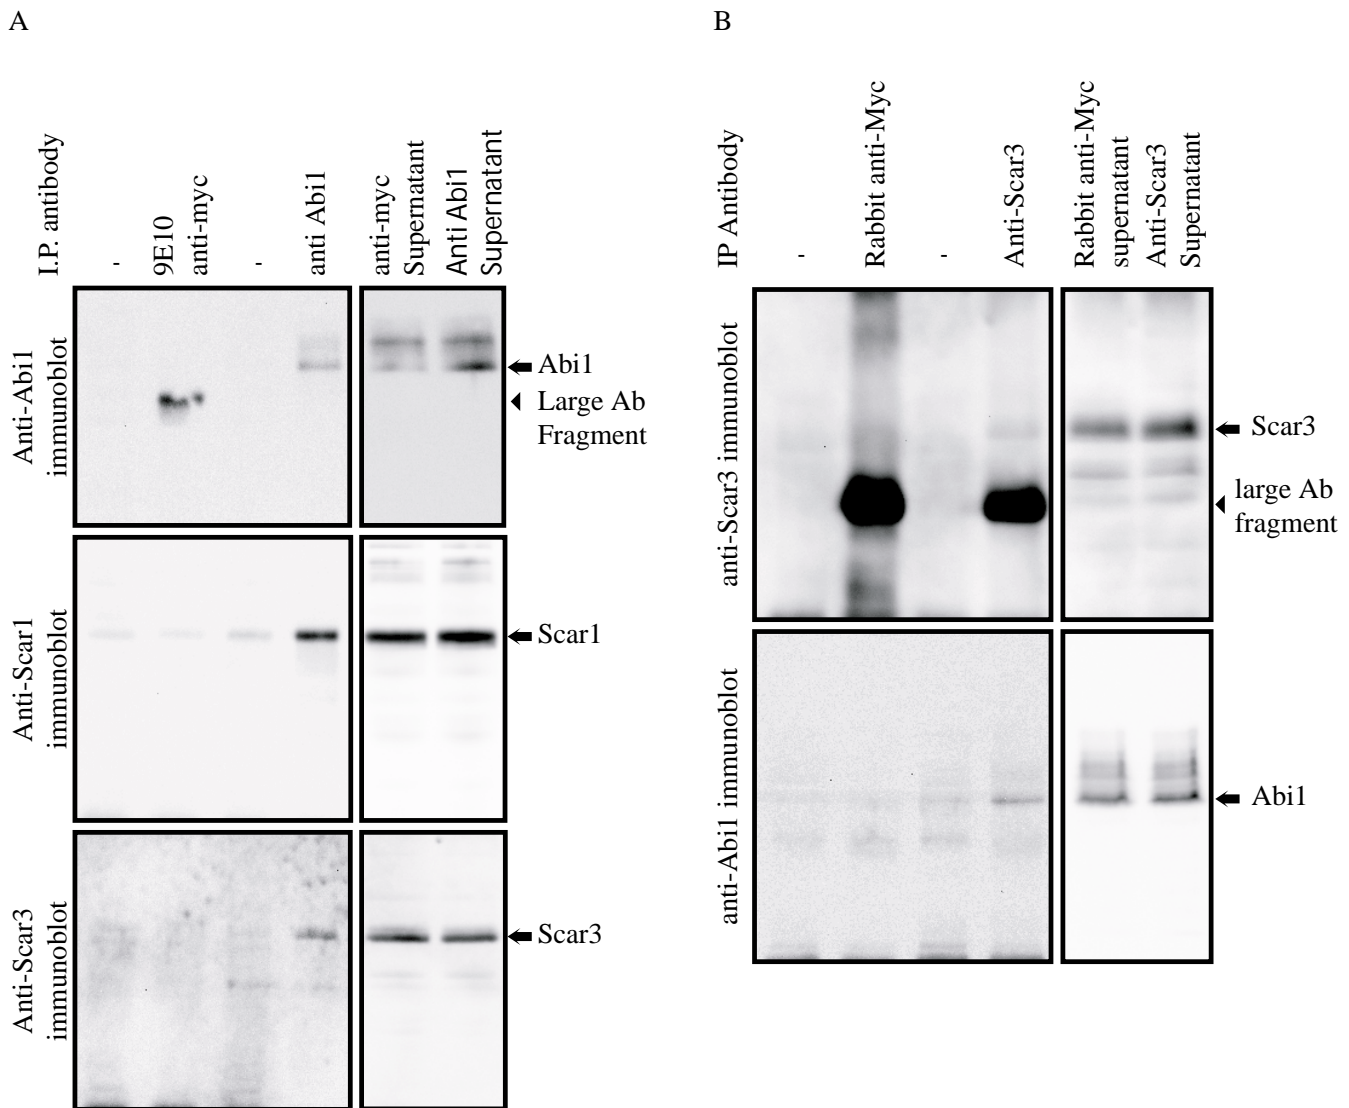 A
I.P. antibody
-
9E10
anti-myc
-
anti Abi1
anti-myc
Supernatant
Anti Abi1
Supernatant
Anti-Abi1
immunoblot
Abi1
Large Ab
Fragment
Anti-Scar1
immunoblot
Scar1
Anti-Scar3
immunoblot
Scar3
B
IP Antibody
-
Rabbit anti-Myc
-
Anti-Scar3
Rabbit anti-Myc
supernatant
Anti-Scar3
Supernatant
anti-Scar3 immunoblot
Scar3
large Ab
fragment
anti-Abi1 immunoblot
Abi1